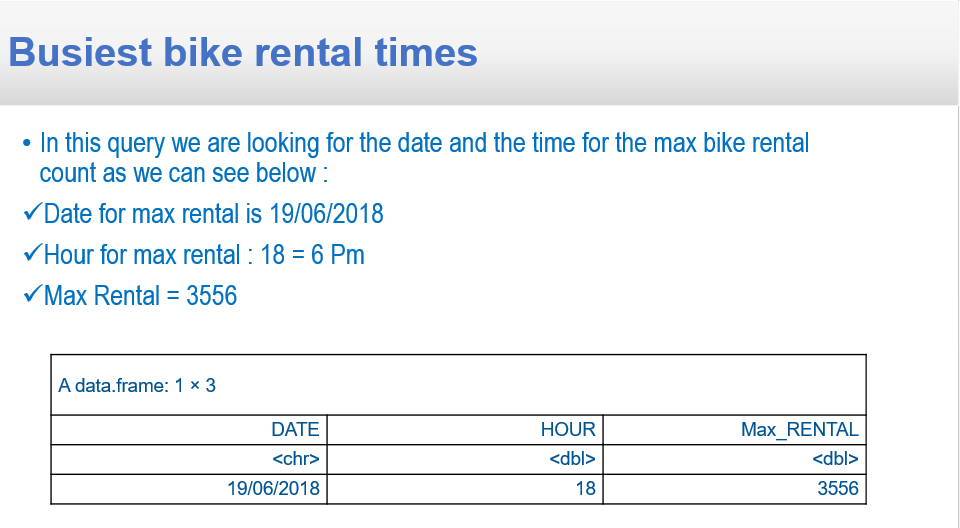 Busiest bike rental times
• In this query we are looking for the date and the time for the max bike rental
count as we can see below :
✓Date for max rental is 19/06/2018
✓Hour for max rental : 18 = 6 Pm
✓Max Rental = 3556
A data.frame: 1 × 3
DATE HOUR Max_RENTAL
<chr> <dbl> <dbl>
19/06/2018 18 3556